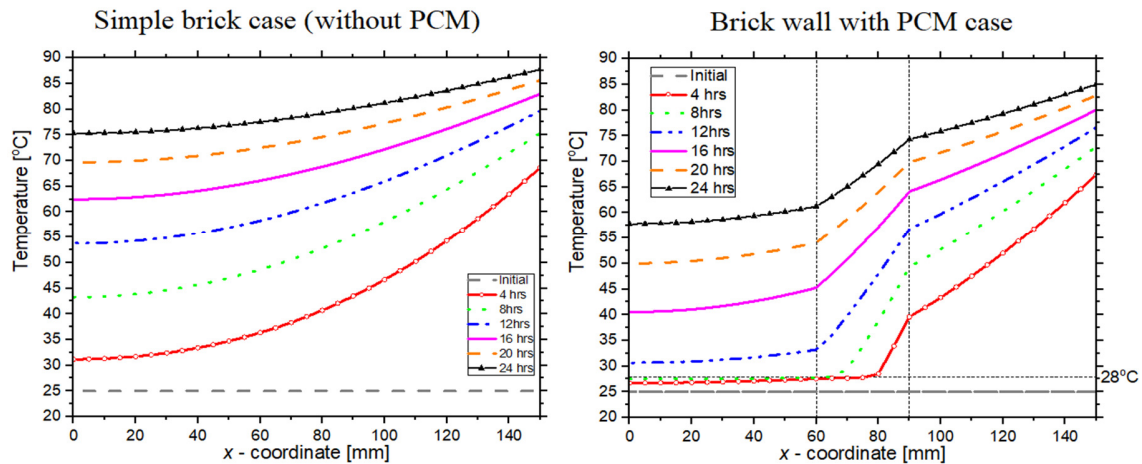 Simple brick case (without PCM)
90
85
80
75
70
65
60
55
50
45
40
35
30
25
20
Temperature [°C]
Initial
4 hrs
8hrs
12hrs
16 hrs
20 hrs
24 hrs
0 20 40 60 80 100 120 140
x - coordinate [mm]
Brick wall with PCM case
90
85
80
75
70
65
60
55
50
45
40
35
30
25
20
Temperature [°C]
Initial
4 hrs
8hrs
12hrs
16 hrs
20 hrs
24 hrs
28°C
0 20 40 60 80 100 120 140
x - coordinate [mm]